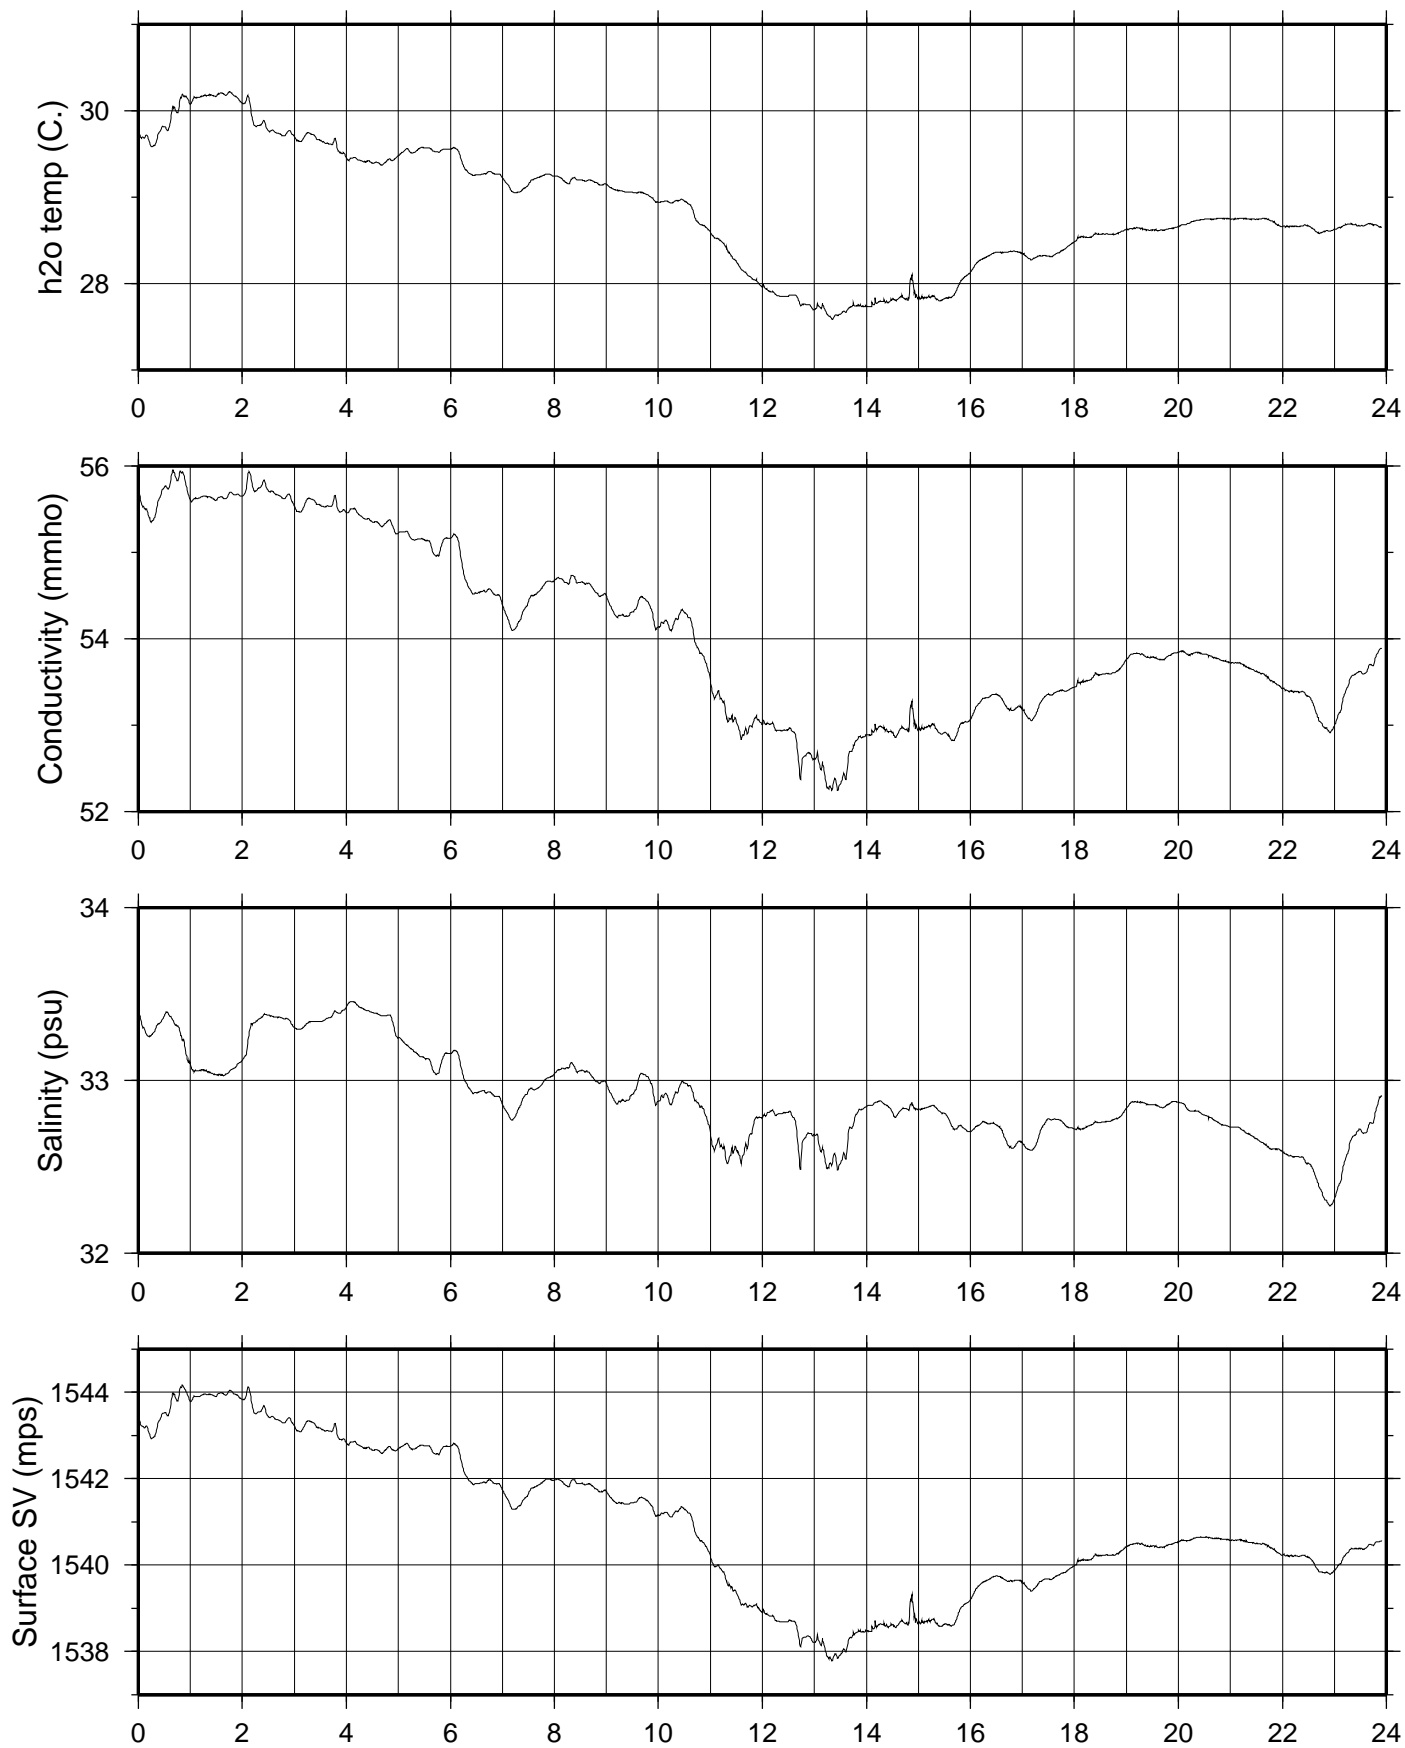 h2o temp (C.)
30
28
0 2 4 6 8 10 12 14 16 18 20 22 24
Conductivity (mmho)
56
54
52
0 2 4 6 8 10 12 14 16 18 20 22 24
Salinity (psu)
34
33
32
0 2 4 6 8 10 12 14 16 18 20 22 24
Surface SV (mps)
1544
1542
1540
1538
0 2 4 6 8 10 12 14 16 18 20 22 24